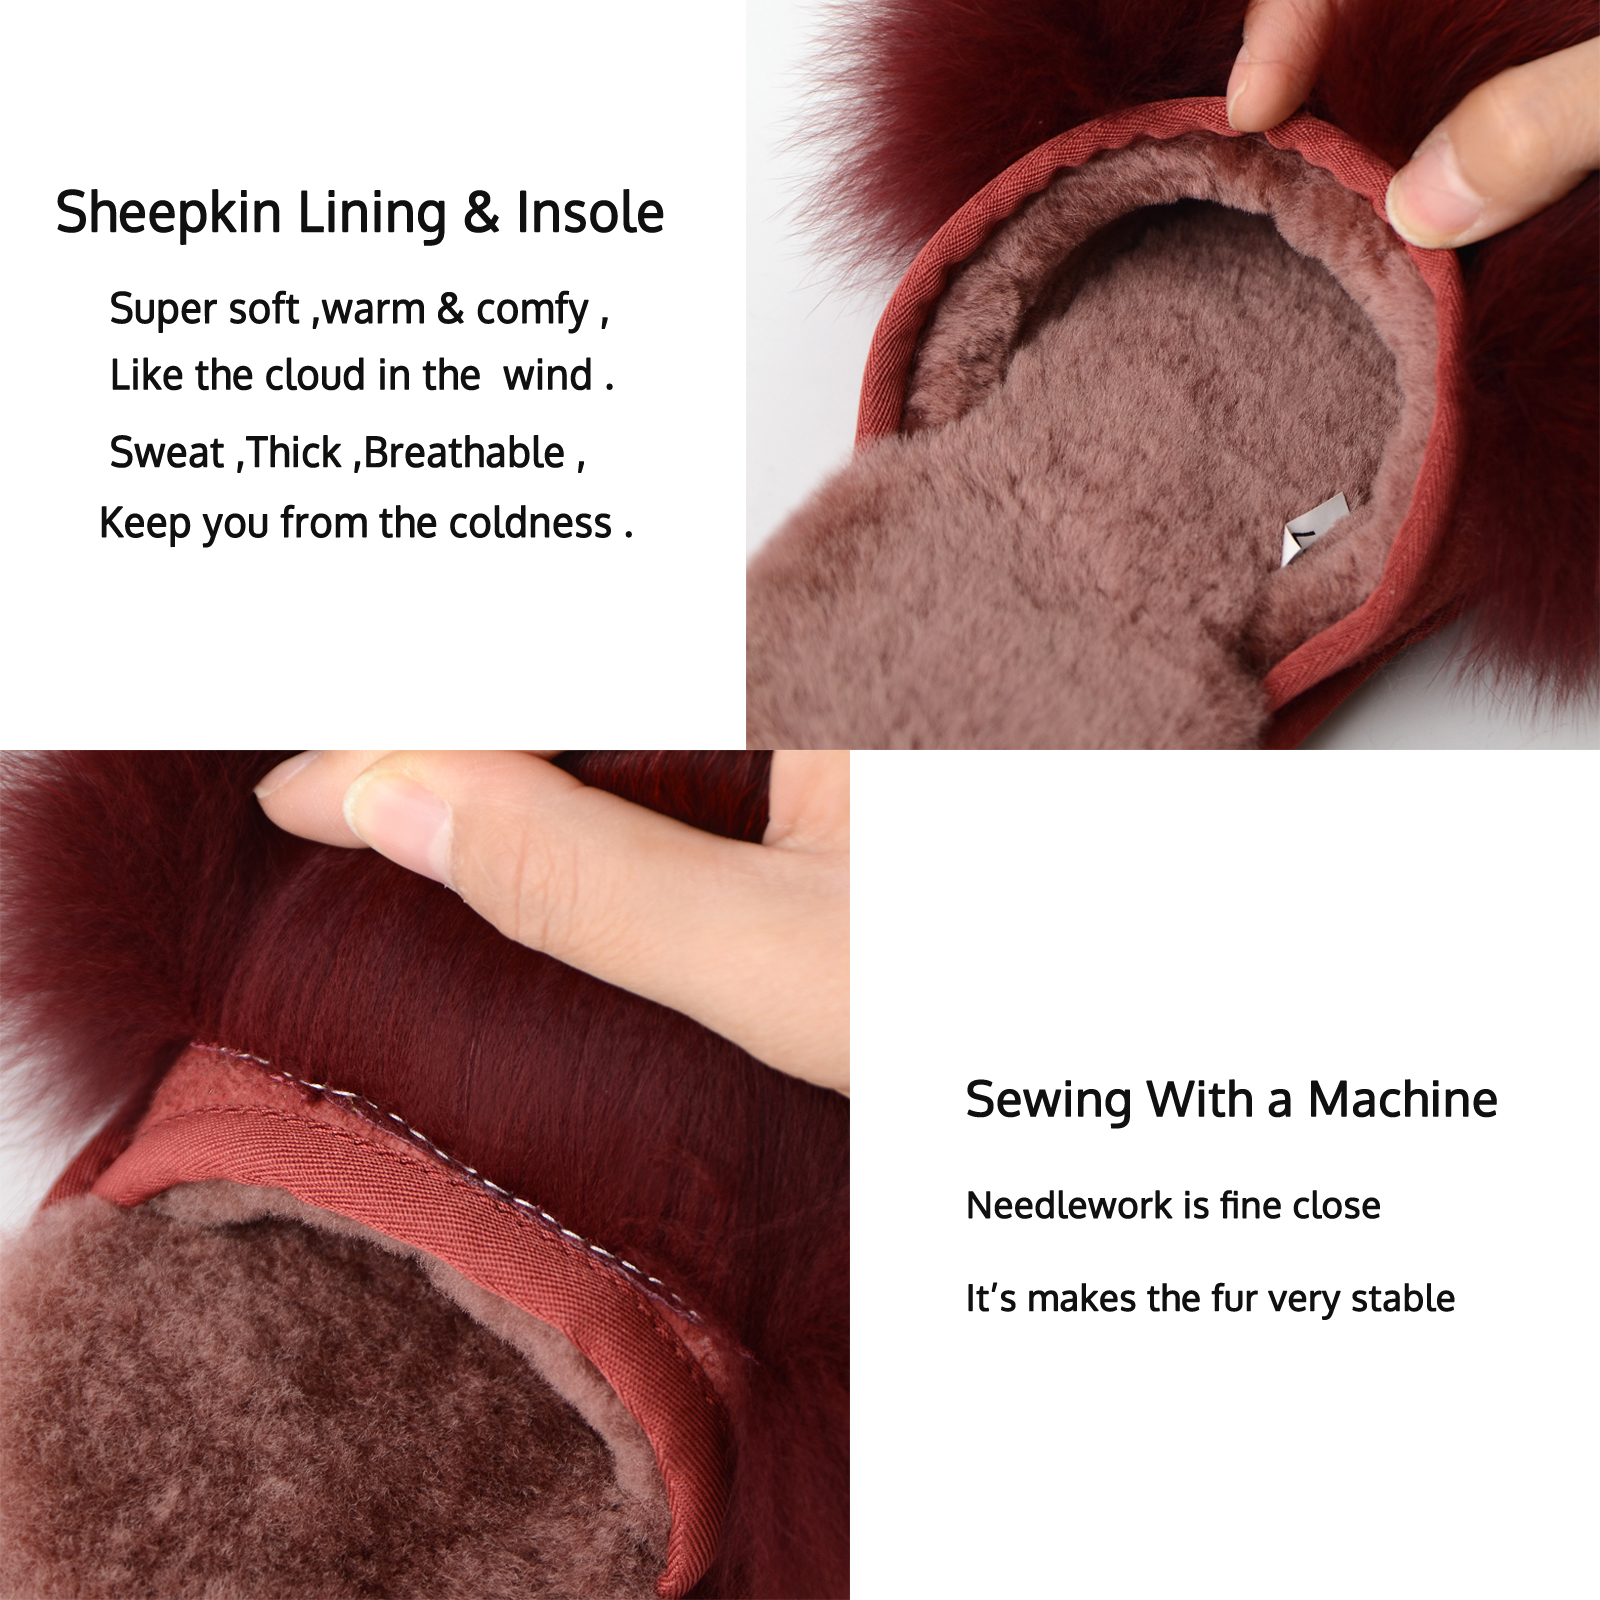 Sheepkin Lining & Insole
Super soft ,warm & comfy ,
Like the cloud in the wind .
Sweat ,Thick ,Breathable ,
Keep you from the coldness .
Sewing With a Machine
Needlework is fine close
It’s makes the fur very stable